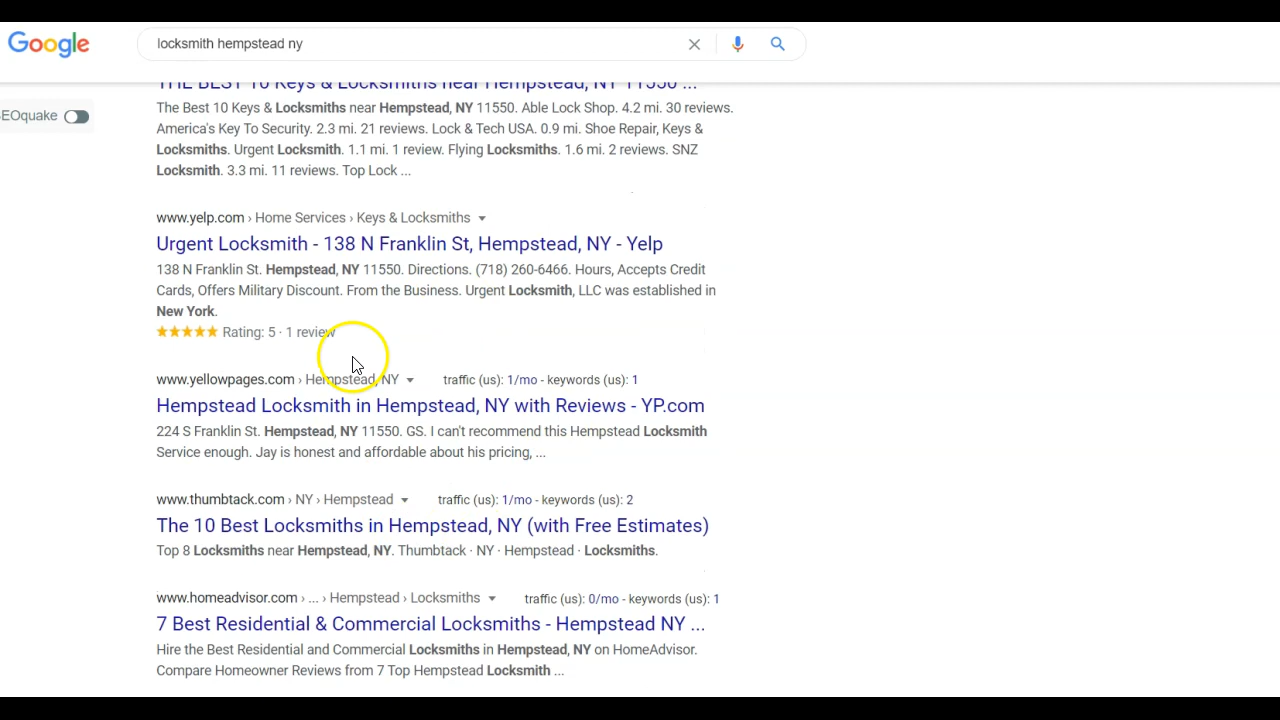 Google
locksmith hempstead ny
THE BEST 10 Keys & Locksmiths near Hempstead, NY 11550 ...
EOquake
The Best 10 Keys & Locksmiths near Hempstead, NY 11550. Able Lock Shop. 4.2 mi. 30 reviews.
America's Key To Security. 2.3 mi. 21 reviews. Lock & Tech USA. 0.9 mi. Shoe Repair, Keys &
Locksmiths. Urgent Locksmith. 1.1 mi. 1 review. Flying Locksmiths. 1.6 mi. 2 reviews. SNZ
Locksmith. 3.3 mi. 11 reviews. Top Lock ...
www.yelp.com › Home Services › Keys & Locksmiths
Urgent Locksmith - 138 N Franklin St, Hempstead, NY - Yelp
138 N Franklin St. Hempstead, NY 11550. Directions. (718) 260-6466. Hours, Accepts Credit
Cards, Offers Military Discount. From the Business. Urgent Locksmith, LLC was established in
New York.
Rating: 5 · 1 review
www.yellowpages.com › Hempstead, NY traffic (us): 1/mo - keywords (us): 1
Hempstead Locksmith in Hempstead, NY with Reviews - YP.com
224 S Franklin St. Hempstead, NY 11550. GS. I can't recommend this Hempstead Locksmith
Service enough. Jay is honest and affordable about his pricing, ...
www.thumbtack.com › NY › Hempstead traffic (us): 1/mo - keywords (us): 2
The 10 Best Locksmiths in Hempstead, NY (with Free Estimates)
Top 8 Locksmiths near Hempstead, NY. Thumbtack · NY · Hempstead · Locksmiths.
www.homeadvisor.com › ... › Hempstead › Locksmiths traffic (us): 0/mo - keywords (us): 1
7 Best Residential & Commercial Locksmiths - Hempstead NY ...
Hire the Best Residential and Commercial Locksmiths in Hempstead, NY on HomeAdvisor.
Compare Homeowner Reviews from 7 Top Hempstead Locksmith ...